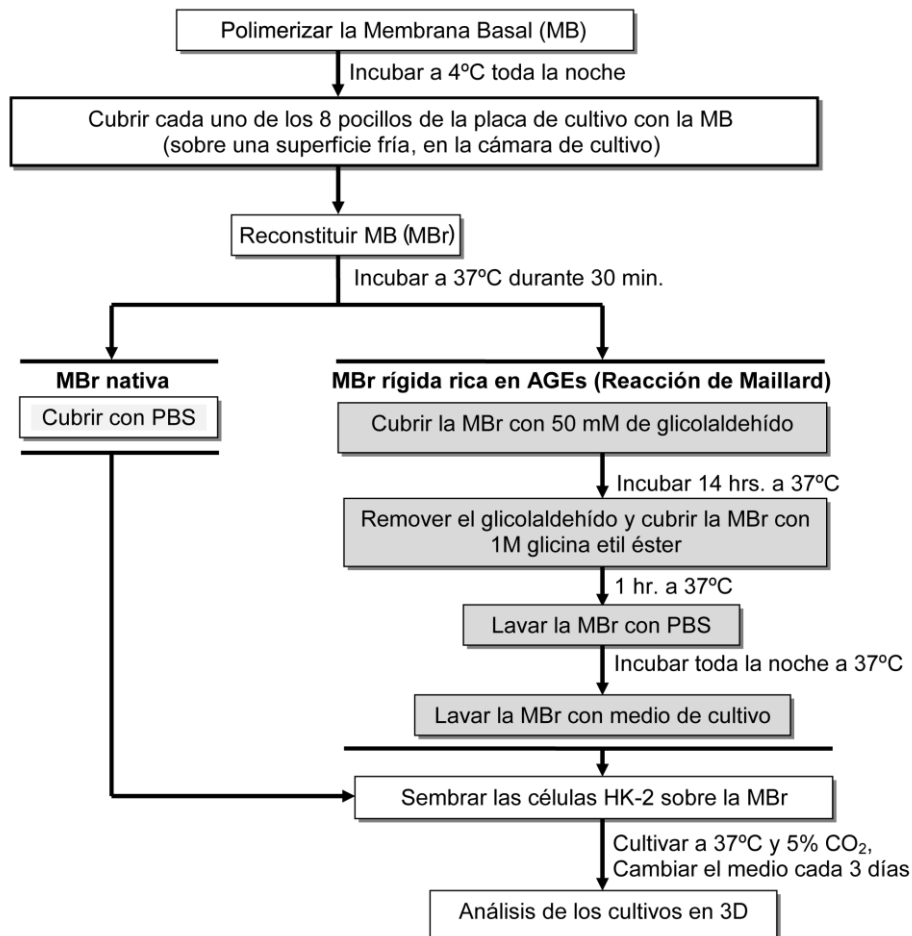 Polimerizar la Membrana Basal (MB)
Incubar a 4ºC toda la noche
Cubrir cada uno de los 8 pocillos de la placa de cultivo con la MB
(sobre una superficie fría, en la cámara de cultivo)
Reconstituir MB (MBr)
Incubar a 37ºC durante 30 min.
MBr nativa
Cubrir con PBS
MBr rígida rica en AGEs (Reacción de Maillard)
Cubrir la MBr con 50 mM de glicolaldehído
Incubar 14 hrs. a 37ºC
Remover el glicolaldehído y cubrir la MBr con
1M glicina etil éster
1 hr. a 37ºC
Lavar la MBr con PBS
Incubar toda la noche a 37ºC
Lavar la MBr con medio de cultivo
Sembrar las células HK-2 sobre la MBr
Cultivar a 37ºC y 5% CO₂,
Cambiar el medio cada 3 días
Análisis de los cultivos en 3D